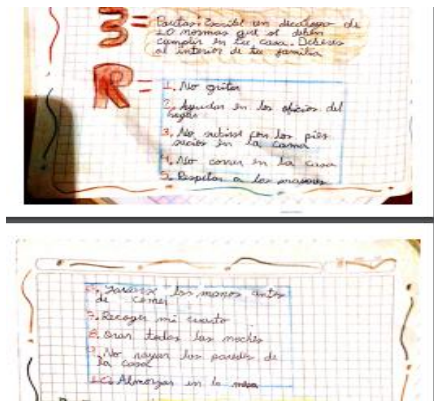 3= Pautas. Escribí un decalogo de
10 normas que se deben
cumplir en tu casa. Deberes
al interior de tu familia
R=
1. No gritar
2. Ayudar en los oficios del
hogar
3. No subirse con los pies
sucios en la cama
4. No correr en la casa
5. Respetar a los mayores
6. Lavarse las manos antes
de comer
7. Recoger mi cuarto
8. Orar todas las noches
9. No rayar las paredes de
la casa
10. Almorzar en la mesa